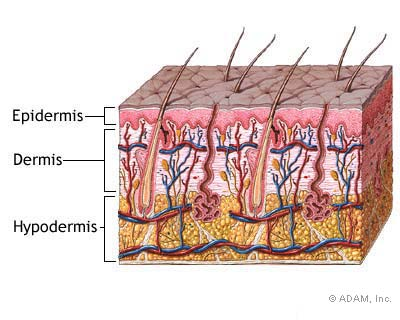 Epidermis
Dermis
Hypodermis
© ADAM, Inc.